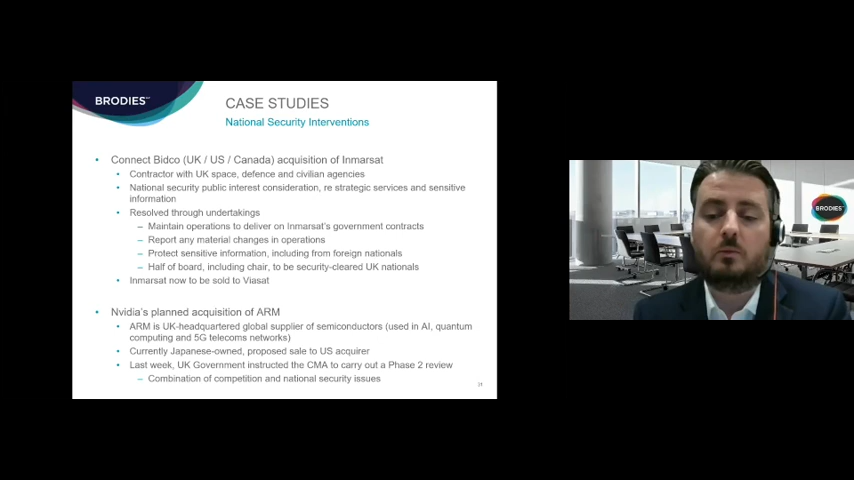 BRODIES LLP
CASE STUDIES
National Security Interventions
• Connect Bidco (UK / US / Canada) acquisition of Inmarsat
• Contractor with UK space, defence and civilian agencies
• National security public interest consideration, re strategic services and sensitive
information
• Resolved through undertakings
– Maintain operations to deliver on Inmarsat's government contracts
– Report any material changes in operations
– Protect sensitive information, including from foreign nationals
– Half of board, including chair, to be security-cleared UK nationals
• Inmarsat now to be sold to Viasat
• Nvidia's planned acquisition of ARM
• ARM is UK-headquartered global supplier of semiconductors (used in AI, quantum
computing and 5G telecoms networks)
• Currently Japanese-owned, proposed sale to US acquirer
• Last week, UK Government instructed the CMA to carry out a Phase 2 review
– Combination of competition and national security issues
BRODIES